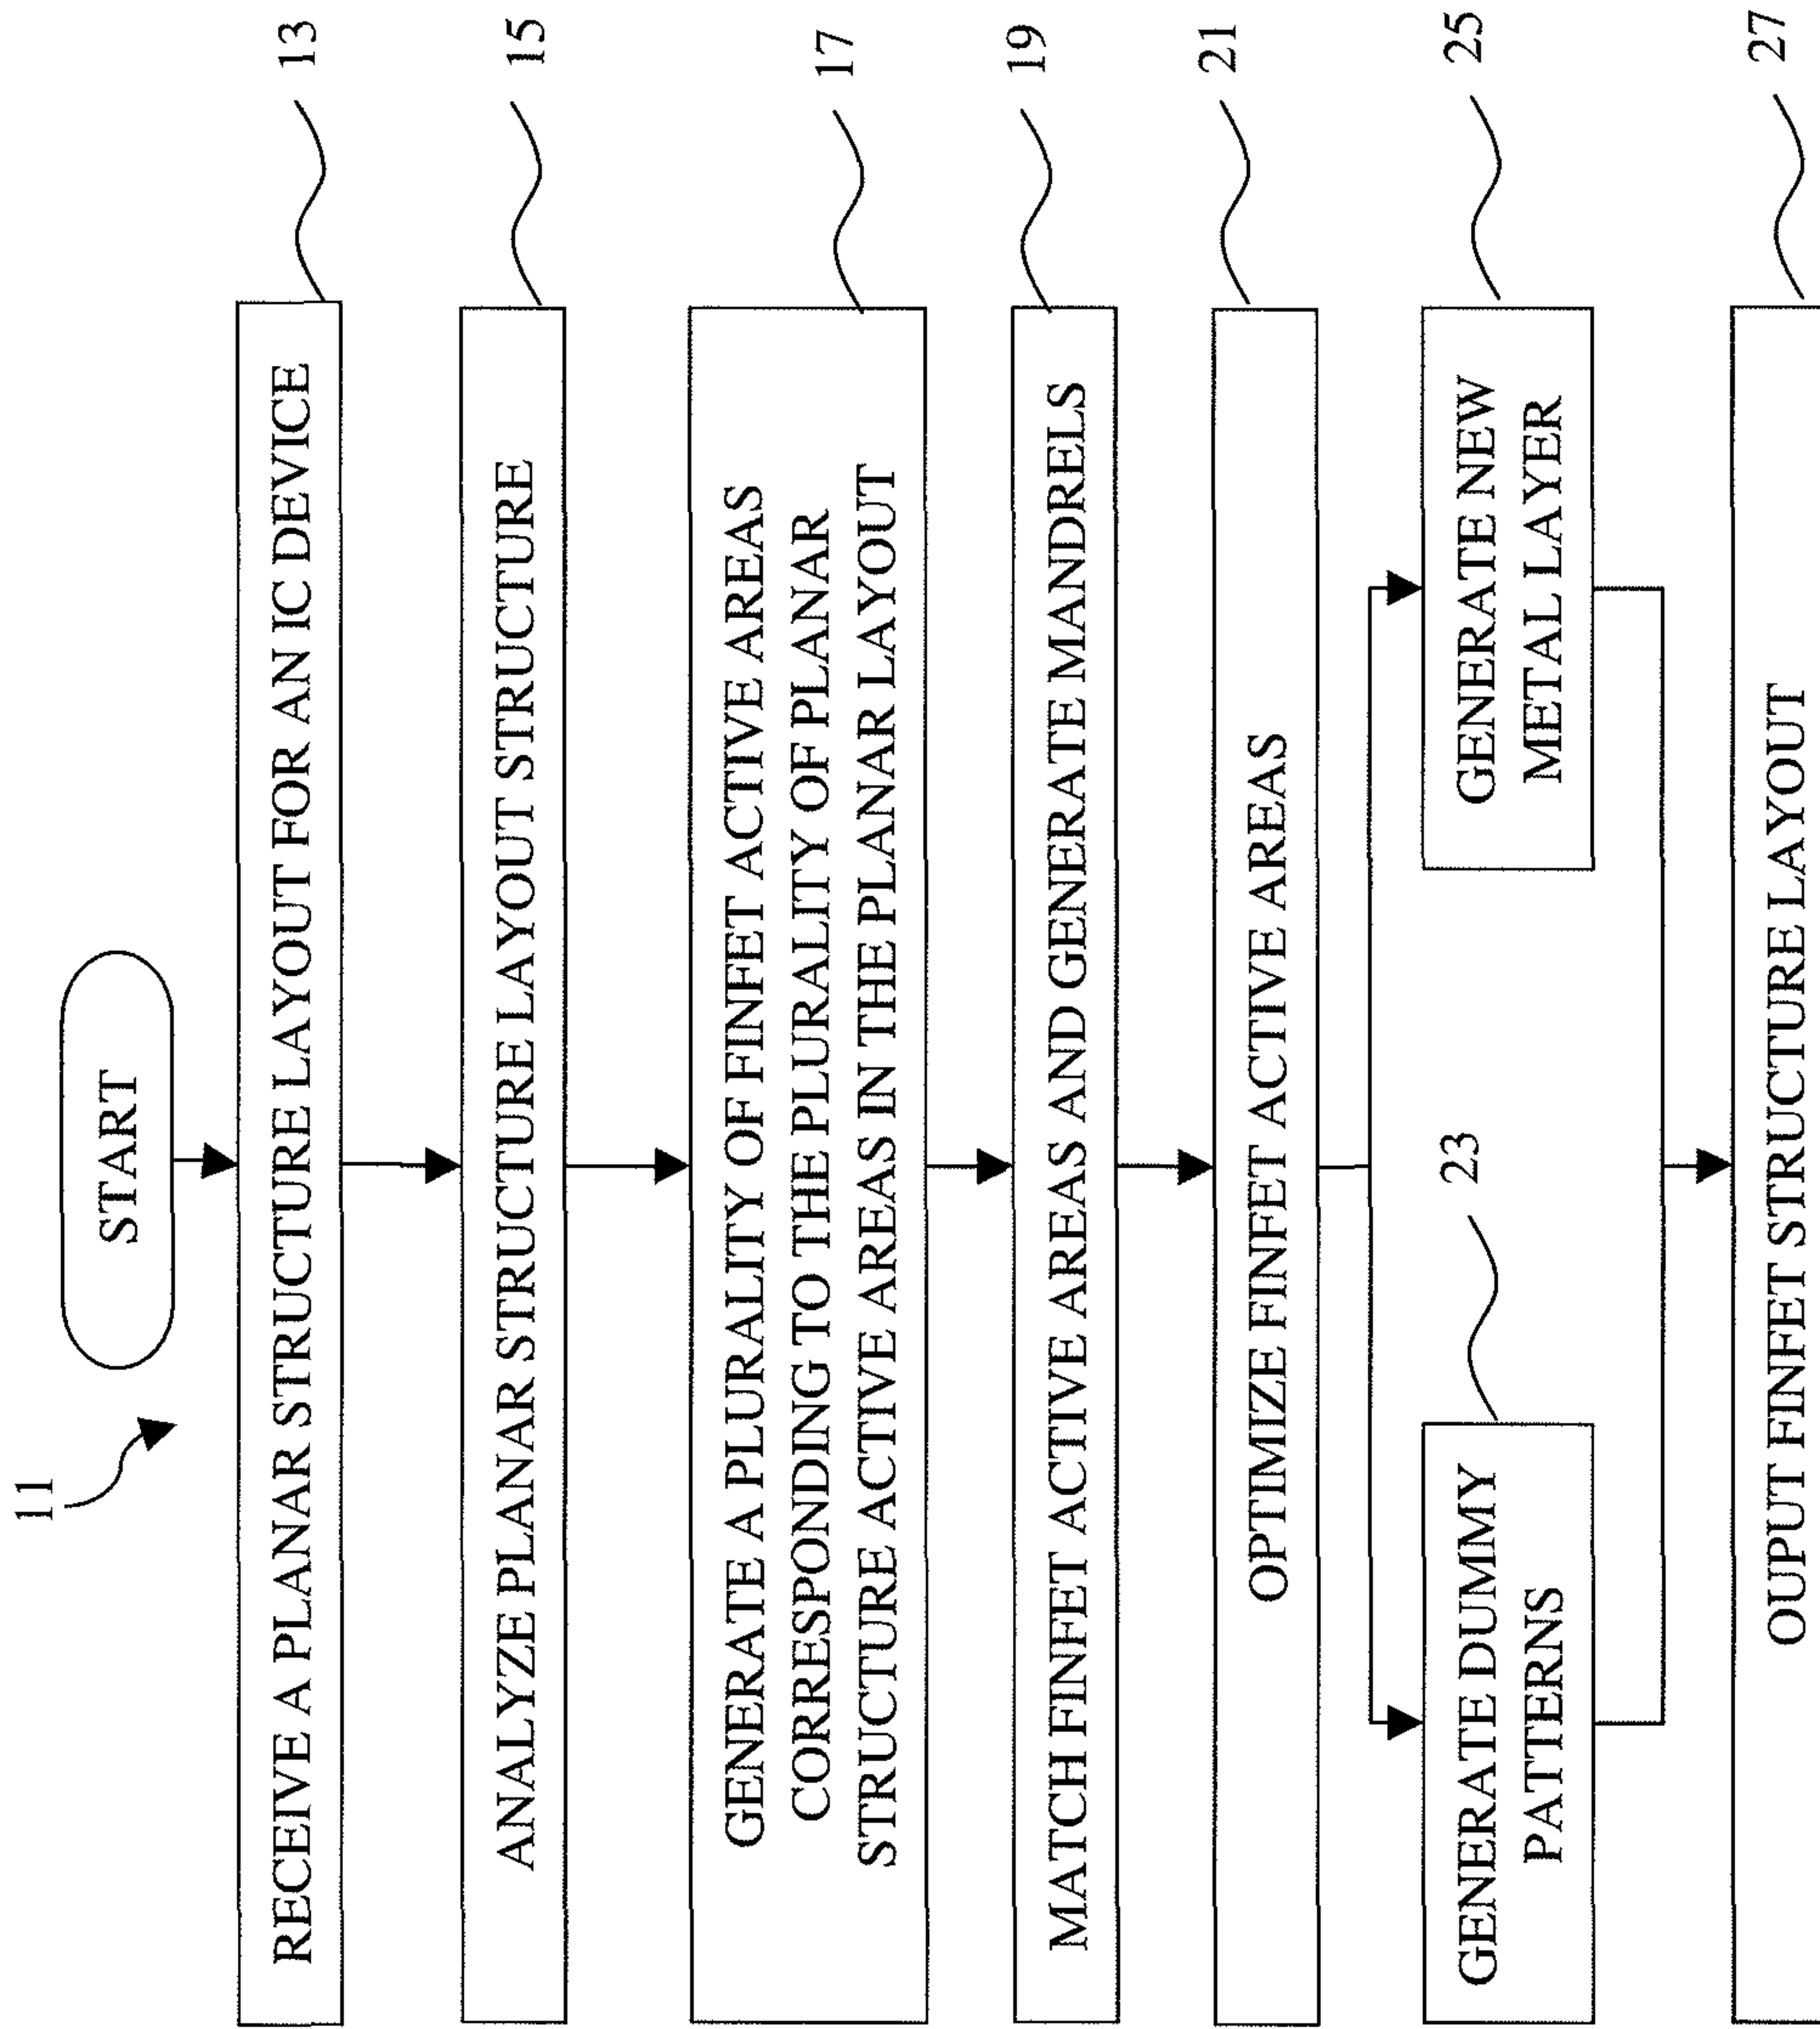 11
START
RECEIVE A PLANAR STRUCTURE LAYOUT FOR AN IC DEVICE
13
ANALYZE PLANAR STRUCTURE LAYOUT STRUCTURE
15
GENERATE A PLURALITY OF FINFET ACTIVE AREAS
CORRESPONDING TO THE PLURALITY OF PLANAR
STRUCTURE ACTIVE AREAS IN THE PLANAR LAYOUT
17
MATCH FINFET ACTIVE AREAS AND GENERATE MANDRELS
19
OPTIMIZE FINFET ACTIVE AREAS
21
GENERATE DUMMY
PATTERNS
23
GENERATE NEW
METAL LAYER
25
OUPUT FINFET STRUCTURE LAYOUT
27